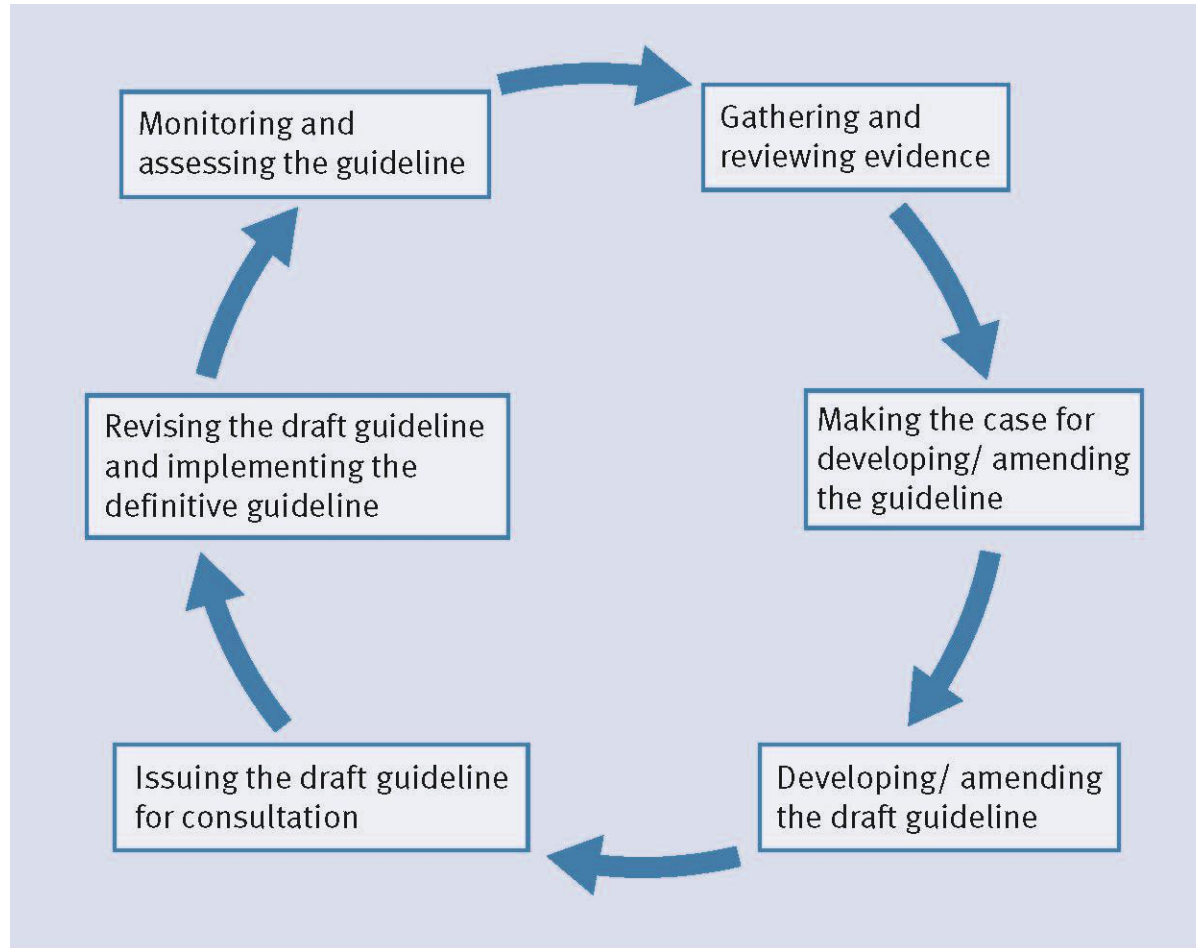 Monitoring and
assessing the guideline
Gathering and
reviewing evidence
Making the case for
developing/ amending
the guideline
Developing/ amending
the draft guideline
Issuing the draft guideline
for consultation
Revising the draft guideline
and implementing the
definitive guideline